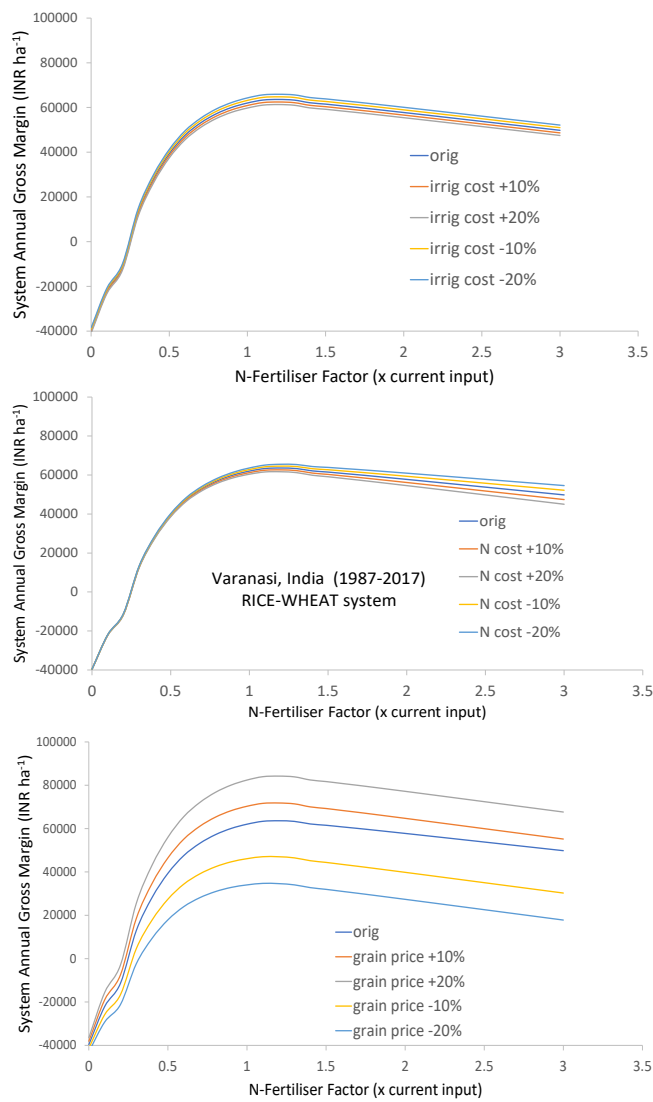 System Annual Gross Margin (INR ha-1)
100000
80000
60000
40000
20000
0
-20000
-40000
0
0.5
1
1.5
2
2.5
3
3.5
N-Fertiliser Factor (x current input)
orig
irrig cost +10%
irrig cost +20%
irrig cost -10%
irrig cost -20%
System Annual Gross Margin (INR ha-1)
100000
80000
60000
40000
20000
0
-20000
-40000
0
0.5
1
1.5
2
2.5
3
3.5
N-Fertiliser Factor (x current input)
Varanasi, India (1987-2017)
RICE-WHEAT system
orig
N cost +10%
N cost +20%
N cost -10%
N cost -20%
System Annual Gross Margin (INR ha-1)
100000
80000
60000
40000
20000
0
-20000
-40000
0
0.5
1
1.5
2
2.5
3
3.5
N-Fertiliser Factor (x current input)
orig
grain price +10%
grain price +20%
grain price -10%
grain price -20%